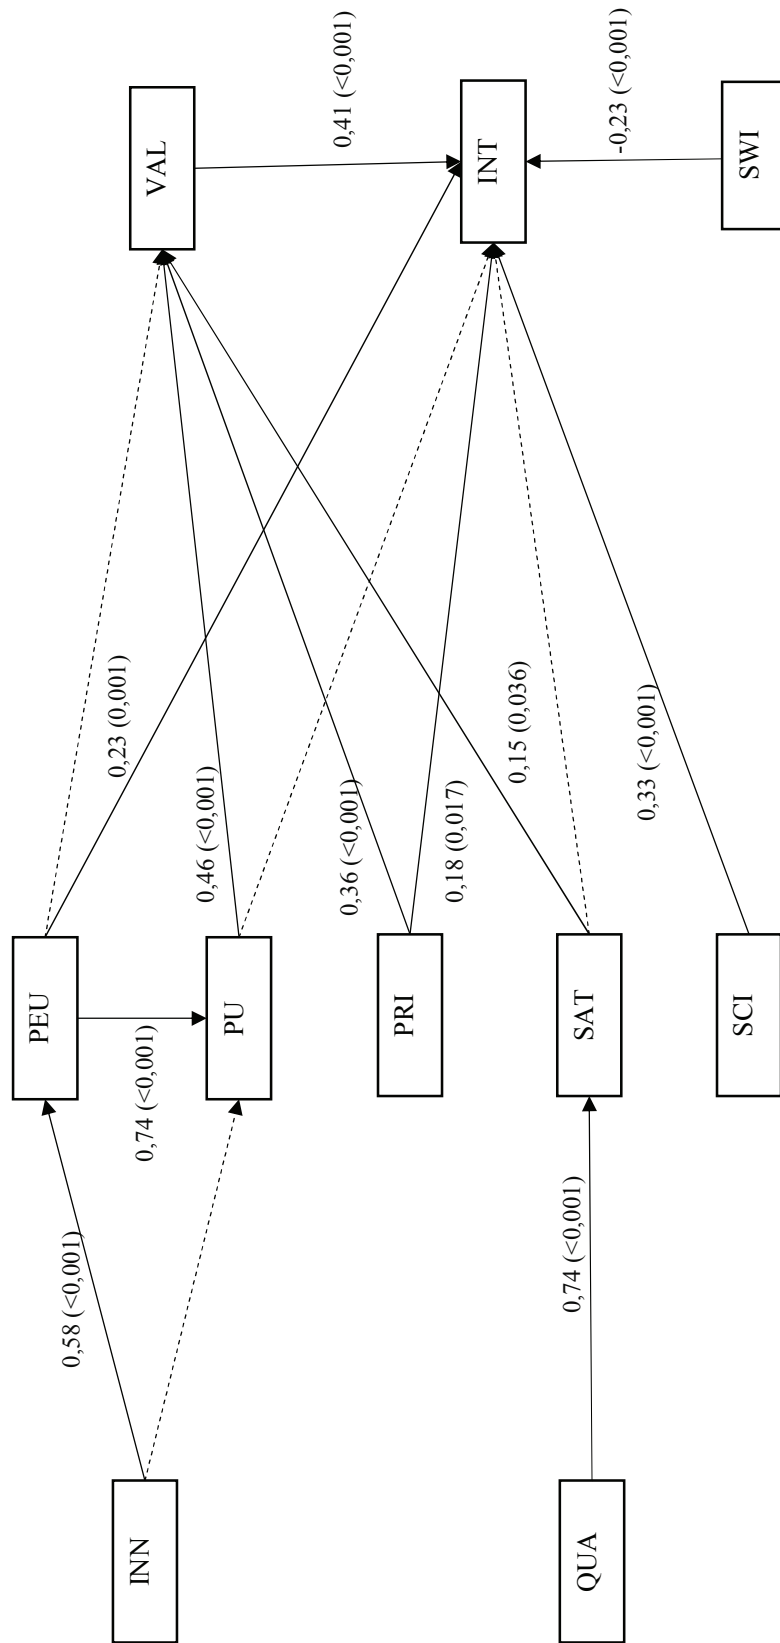 INN
QUA
0,58 (<0,001)
0,74 (<0,001)
0,74 (<0,001)
PEU
PU
PRI
SAT
SCI
0,23 (0,001)
0,46 (<0,001)
0,36 (<0,001)
0,18 (0,017)
0,15 (0,036)
0,33 (<0,001)
VAL
INT
SWI
0,41 (<0,001)
-0,23 (<0,001)